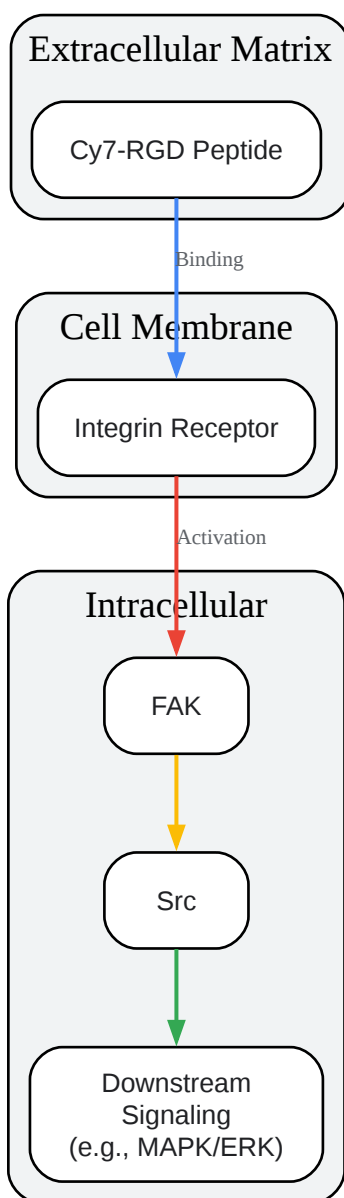 Extracellular Matrix
Cy7-RGD Peptide
Binding
Cell Membrane
Integrin Receptor
Activation
Intracellular
FAK
Src
Downstream
Signaling
(e.g., MAPK/ERK)